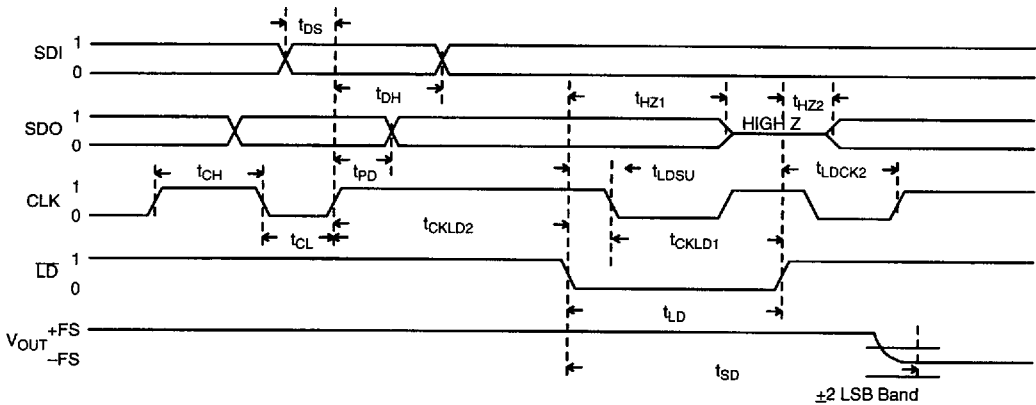 tDS
SDI 1
0
tDH
tHZ1
tHZ2
SDO 1
0
HIGH Z
tCH
tPD
tLDSU
tLDCK2
CLK 1
0
tCL
tCKLD2
tCKLD1
LD 1
0
tLD
VOUT +FS
−FS
tSD
±2 LSB Band